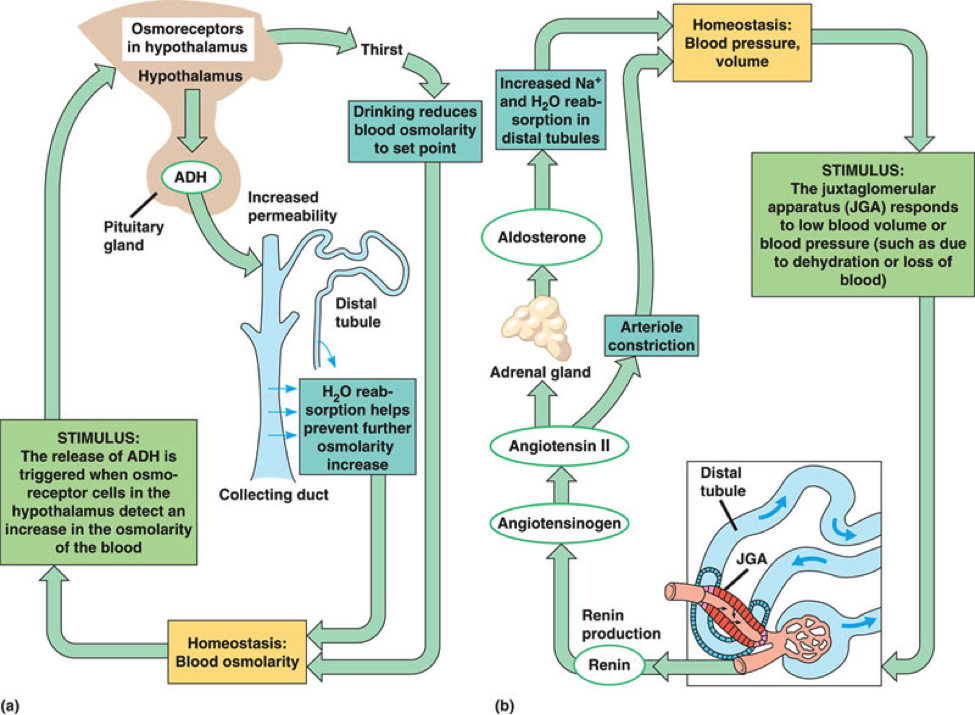 Osmoreceptors
in hypothalamus
Hypothalamus
Thirst
Drinking reduces
blood osmolarity
to set point
ADH
Pituitary
gland
Increased
permeability
Distal
tubule
H₂O reab-
sorption helps
prevent further
osmolarity
increase
Collecting duct
STIMULUS:
The release of ADH is
triggered when osmo-
receptor cells in the
hypothalamus detect an
increase in the osmolarity
of the blood
Homeostasis:
Blood osmolarity
(a)
Homeostasis:
Blood pressure,
volume
Increased Na⁺
and H₂O reab-
sorption in
distal tubules
STIMULUS:
The juxtaglomerular
apparatus (JGA) responds
to low blood volume or
blood pressure (such as due
to dehydration or loss of
blood)
Aldosterone
Adrenal gland
Arteriole
constriction
Angiotensin II
Angiotensinogen
Distal
tubule
JGA
Renin
production
Renin
(b)